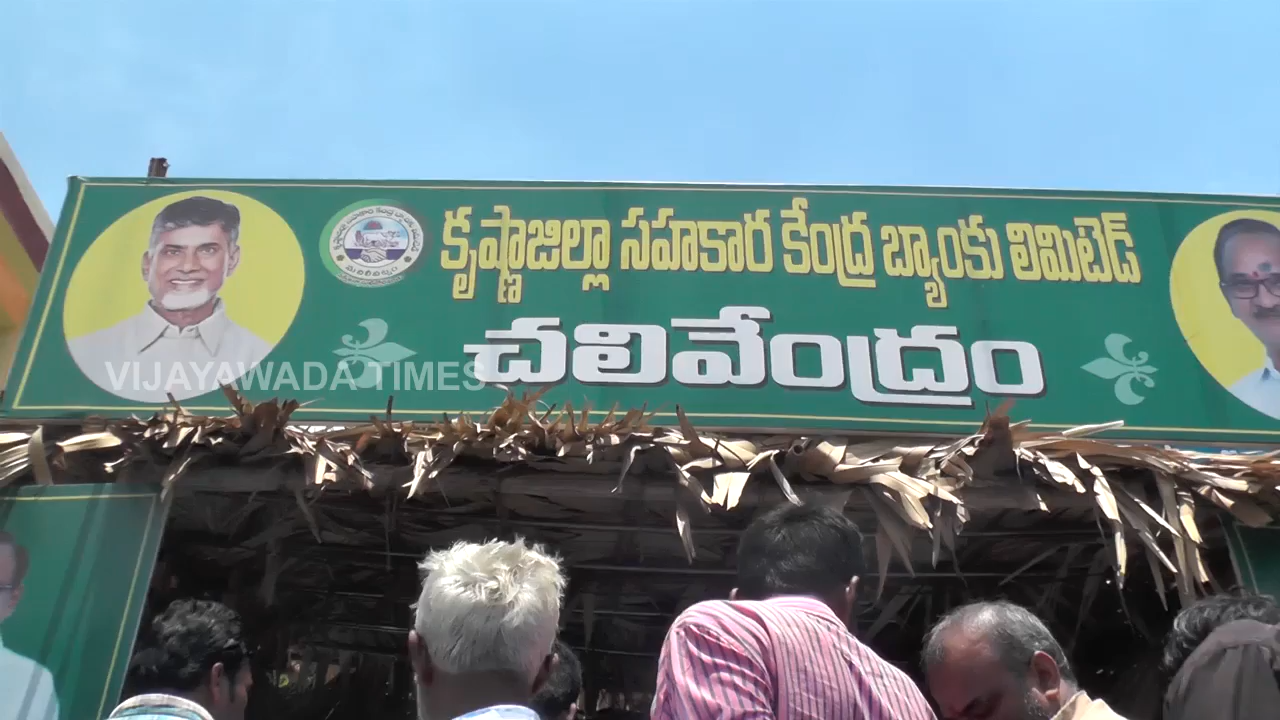 కృష్ణాజిల్లా సహకార కేంద్ర బ్యాంకు లిమిటెడ్
చలివేంద్రం
VIJAYAWADA TIMES